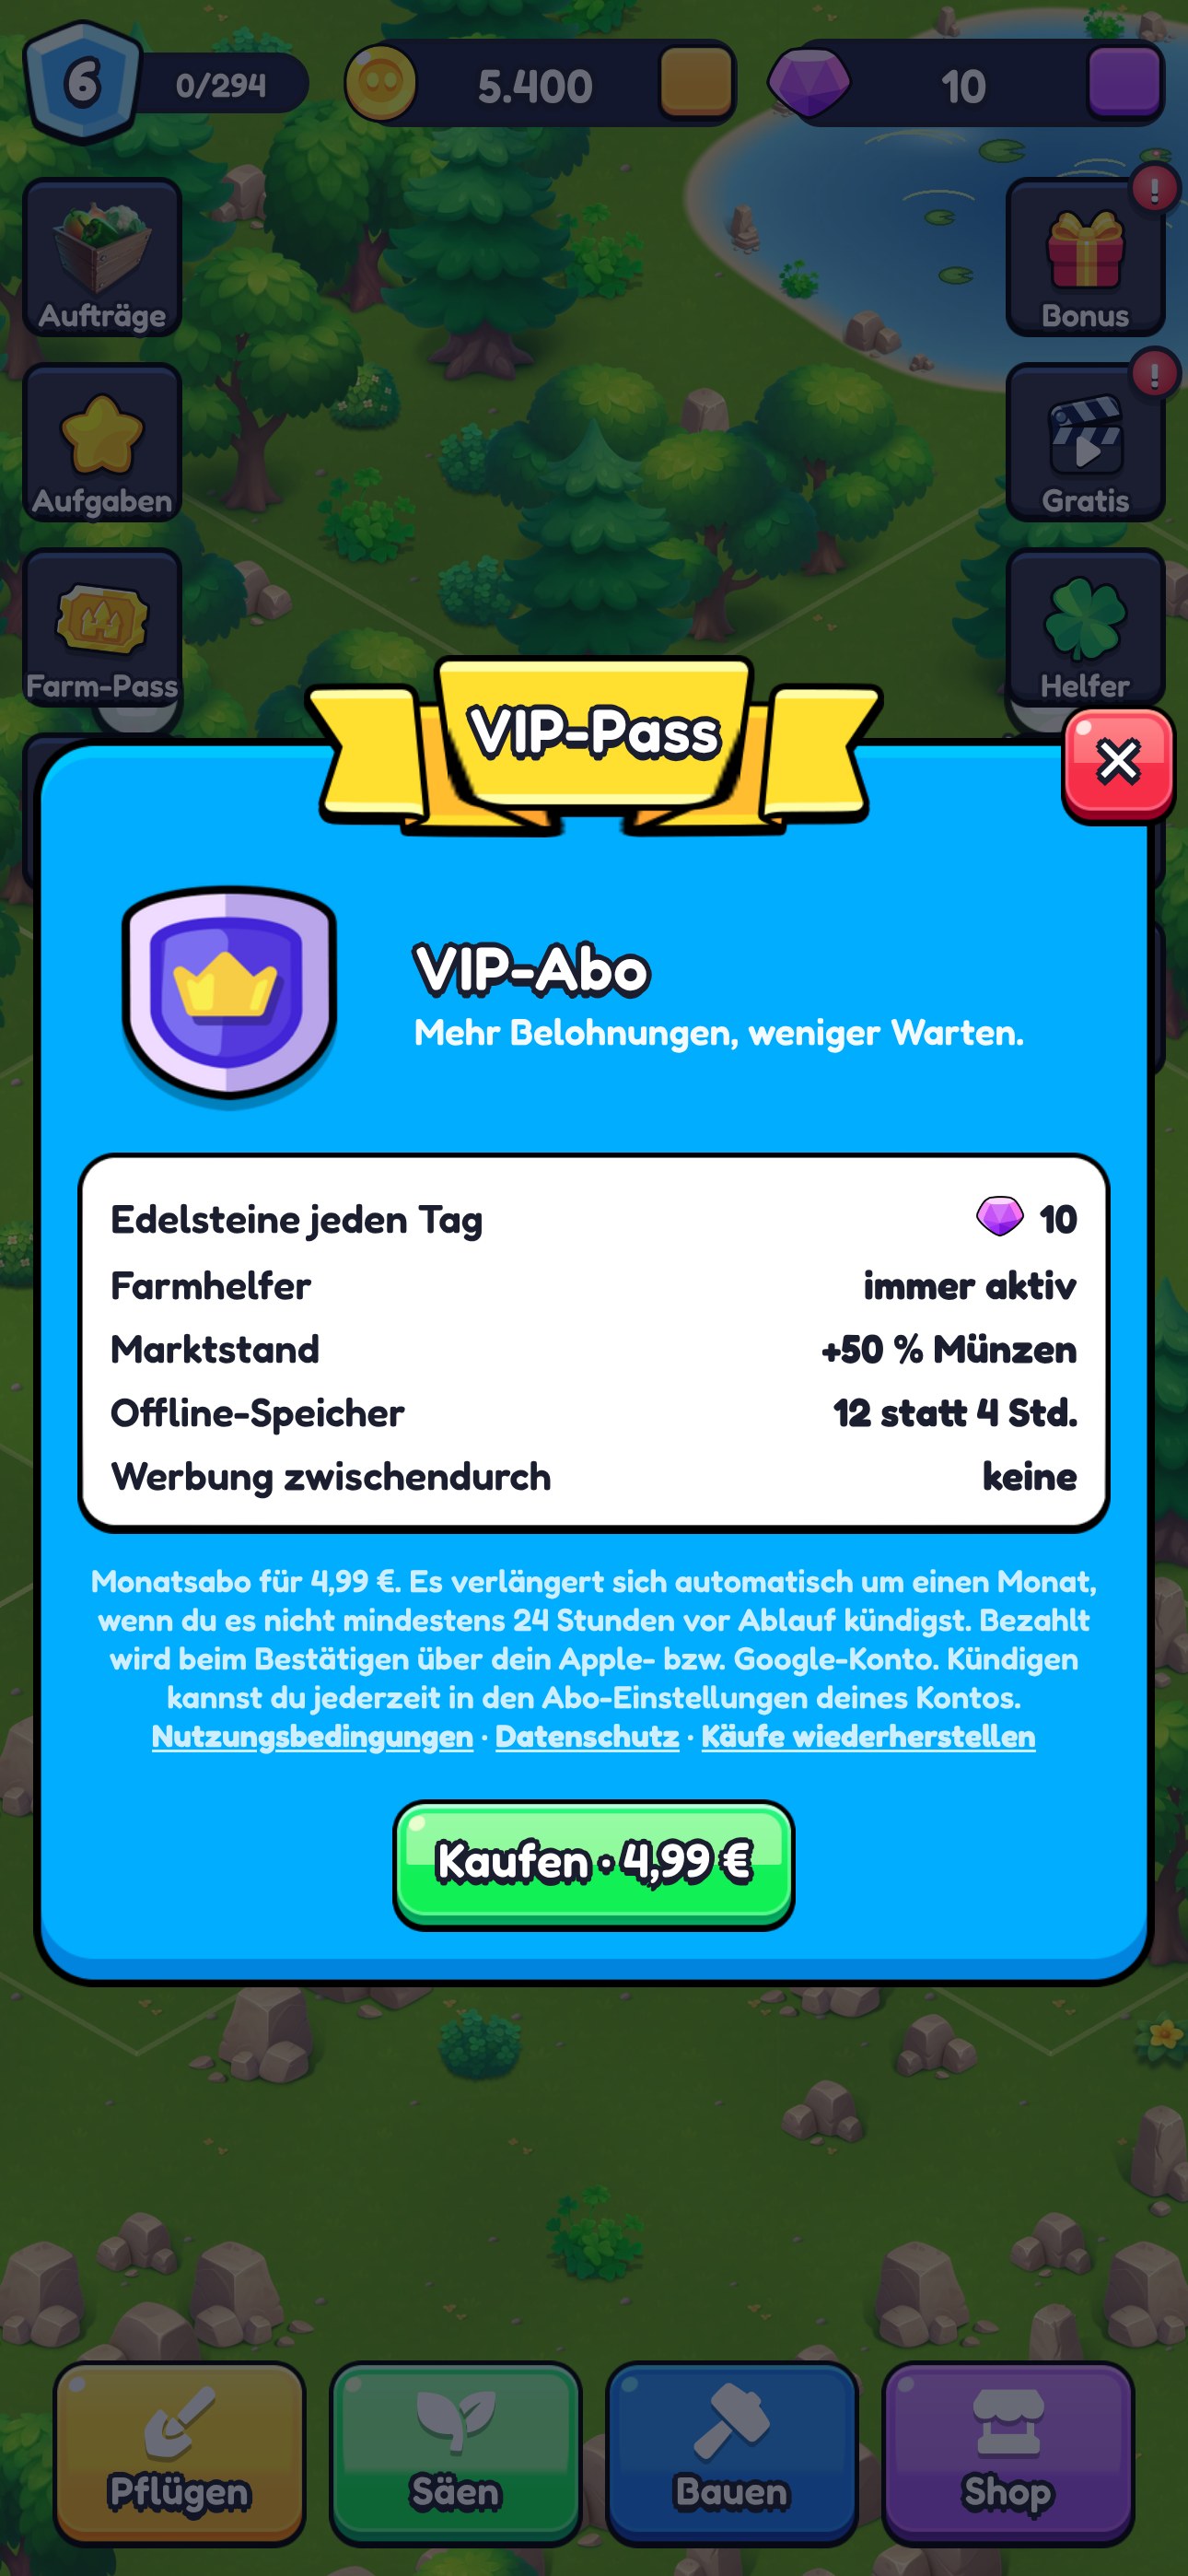 6
0/294
5.400
10
Aufträge
Bonus
Aufgaben
Gratis
Farm-Pass
Helfer
VIP-Pass
VIP-Abo
Mehr Belohnungen, weniger Warten.
Edelsteine jeden Tag 10
Farmhelfer immer aktiv
Marktstand +50 % Münzen
Offline-Speicher 12 statt 4 Std.
Werbung zwischendurch keine
Monatsabo für 4,99 €. Es verlängert sich automatisch um einen Monat,
wenn du es nicht mindestens 24 Stunden vor Ablauf kündigst. Bezahlt
wird beim Bestätigen über dein Apple- bzw. Google-Konto. Kündigen
kannst du jederzeit in den Abo-Einstellungen deines Kontos.
Nutzungsbedingungen · Datenschutz · Käufe wiederherstellen
Kaufen · 4,99 €
Pflügen
Säen
Bauen
Shop